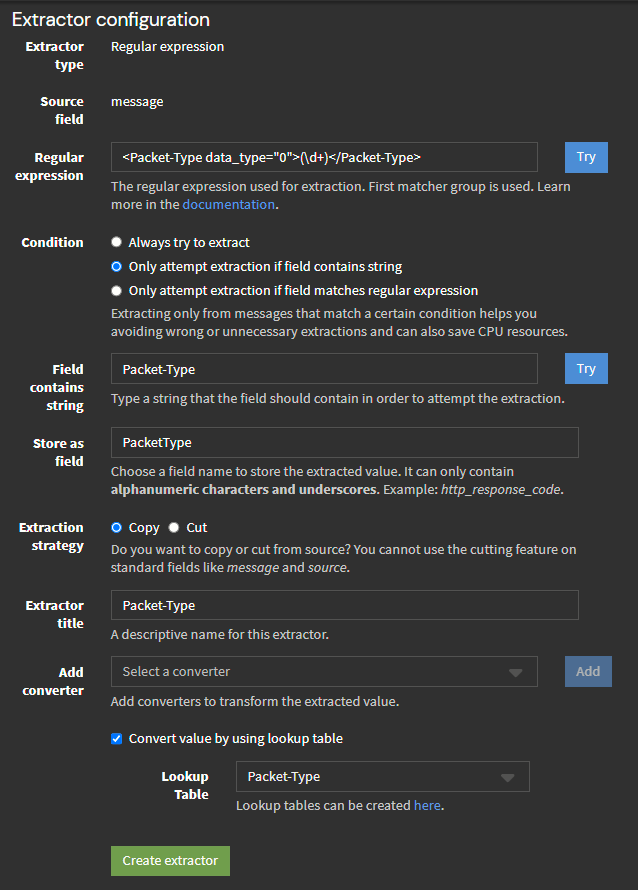 Extractor configuration
Extractor type
Regular expression
Source field
message
Regular expression
<Packet-Type data_type="0">(\d+)</Packet-Type>
Try
The regular expression used for extraction. First matcher group is used. Learn
more in the documentation.
Condition
Always try to extract
Only attempt extraction if field contains string
Only attempt extraction if field matches regular expression
Extracting only from messages that match a certain condition helps you
avoiding wrong or unnecessary extractions and can also save CPU resources.
Field contains string
Packet-Type
Try
Type a string that the field should contain in order to attempt the extraction.
Store as field
PacketType
Choose a field name to store the extracted value. It can only contain
alphanumeric characters and underscores. Example: http_response_code.
Extraction strategy
Copy Cut
Do you want to copy or cut from source? You cannot use the cutting feature on
standard fields like message and source.
Extractor title
Packet-Type
A descriptive name for this extractor.
Add converter
Select a converter
Add
Add converters to transform the extracted value.
Convert value by using lookup table
Lookup Table
Packet-Type
Lookup tables can be created here.
Create extractor